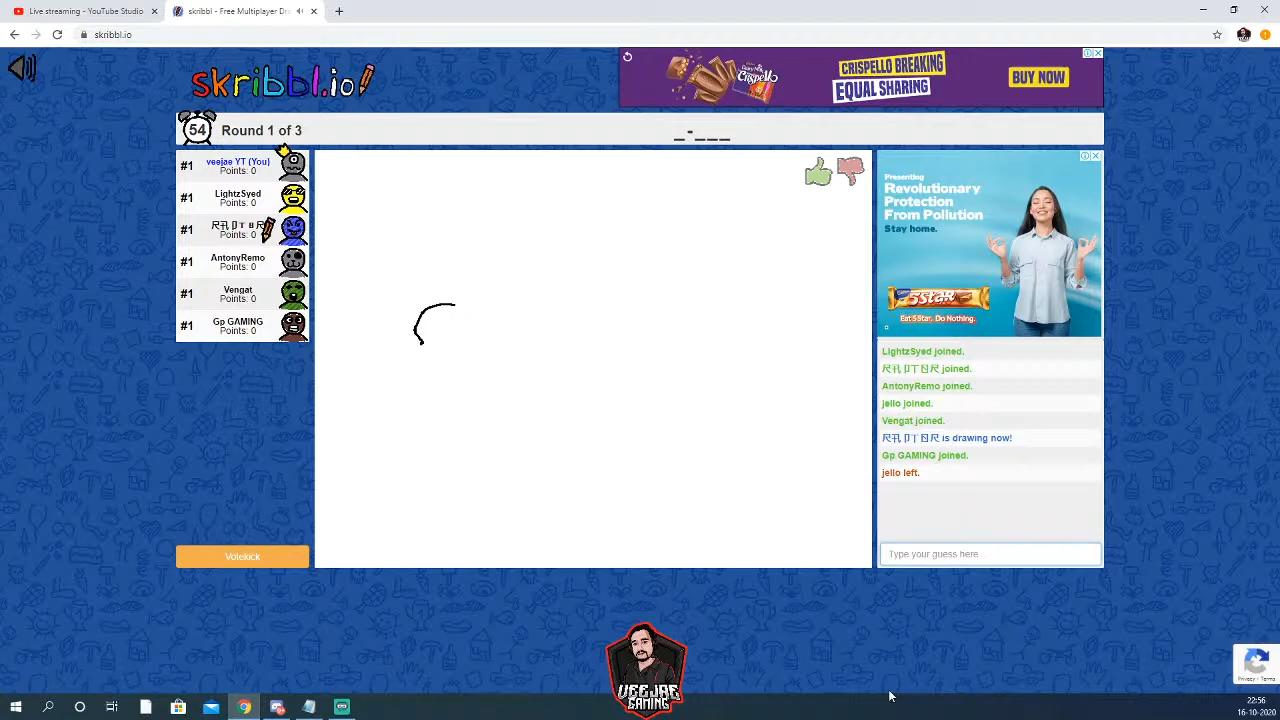 Live streaming - YouTube Studio
skribbl - Free Multiplayer Dr
skribbl.io
skribbl.io
CRISPELLO BREAKING
EQUAL SHARING
BUY NOW
Crispello
54
Round 1 of 3
_-___
#1 veejae YT (You)
Points: 0
#1 LightzSyed
Points: 0
#1
Points: 0
#1 AntonyRemo
Points: 0
#1 Vengat
Points: 0
#1 Gp GAMING
Points: 0
Votekick
Presenting
Revolutionary
Protection
From Pollution
Stay home.
5Star
Eat 5Star. Do Nothing.
LightzSyed joined.
joined.
AntonyRemo joined.
jello joined.
Vengat joined.
is drawing now!
Gp GAMING joined.
jello left.
Type your guess here...
VEEJAE
GAMING
Privacy - Terms
22:56
16-10-2020